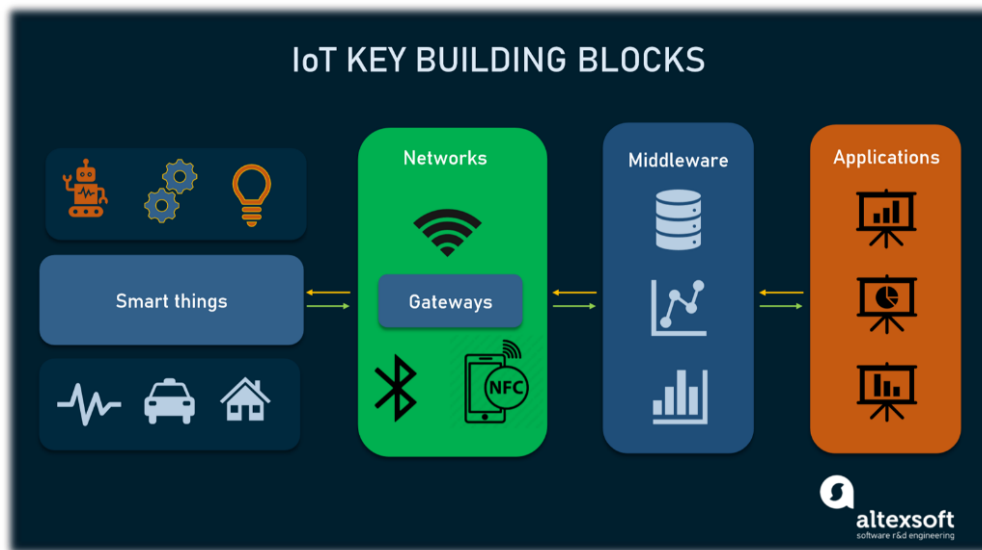 IoT KEY BUILDING BLOCKS
Smart things
Networks
Gateways
NFC
Middleware
Applications
altexsoft
software r&d engineering